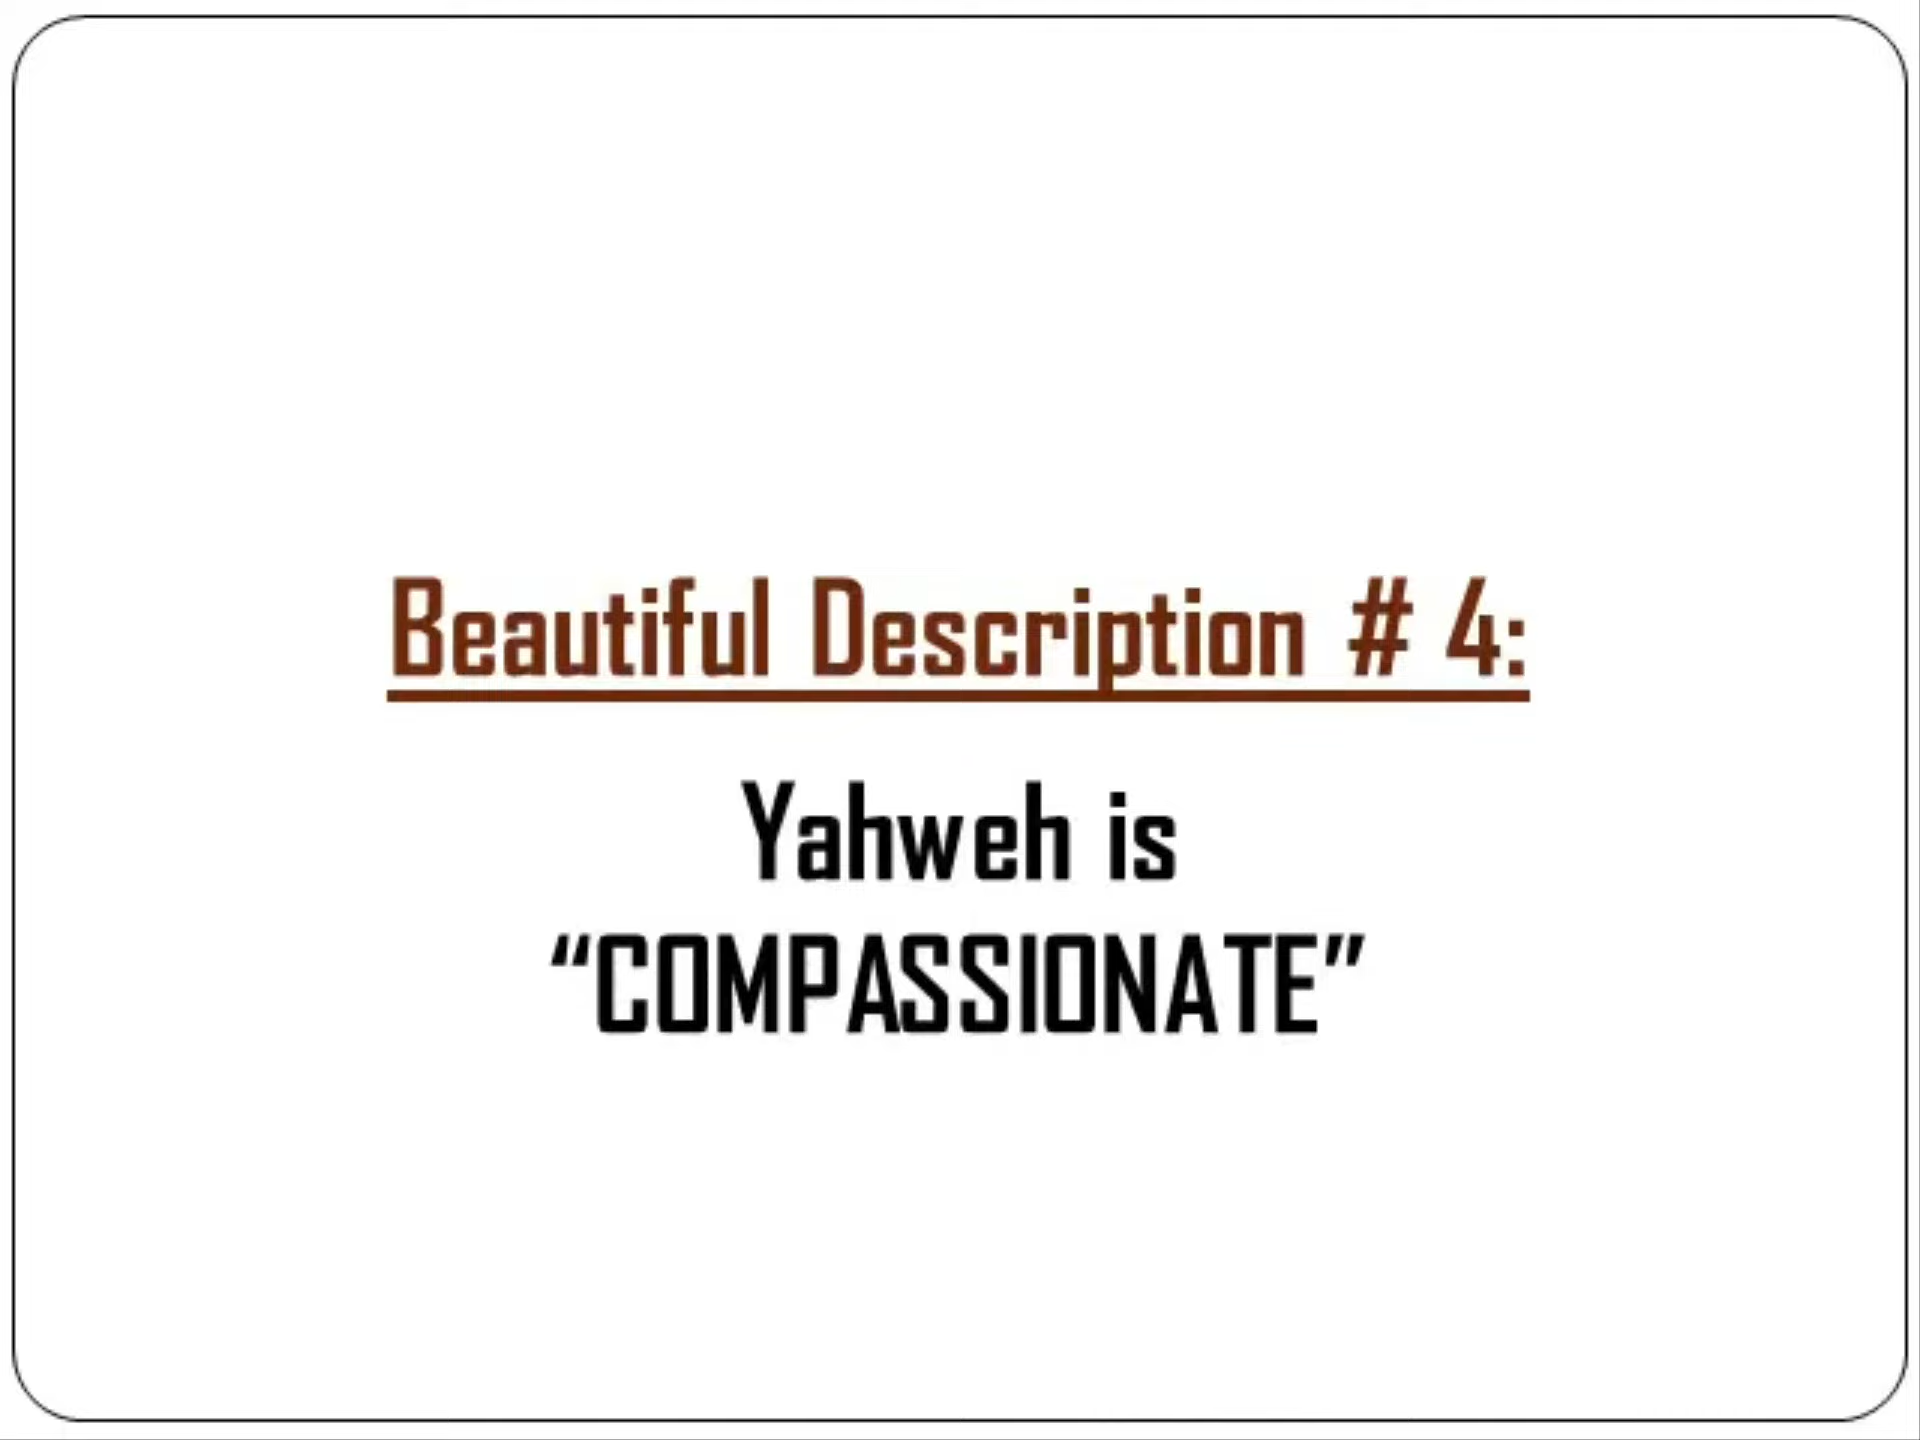 Beautiful Description # 4:
Yahweh is
“COMPASSIONATE”